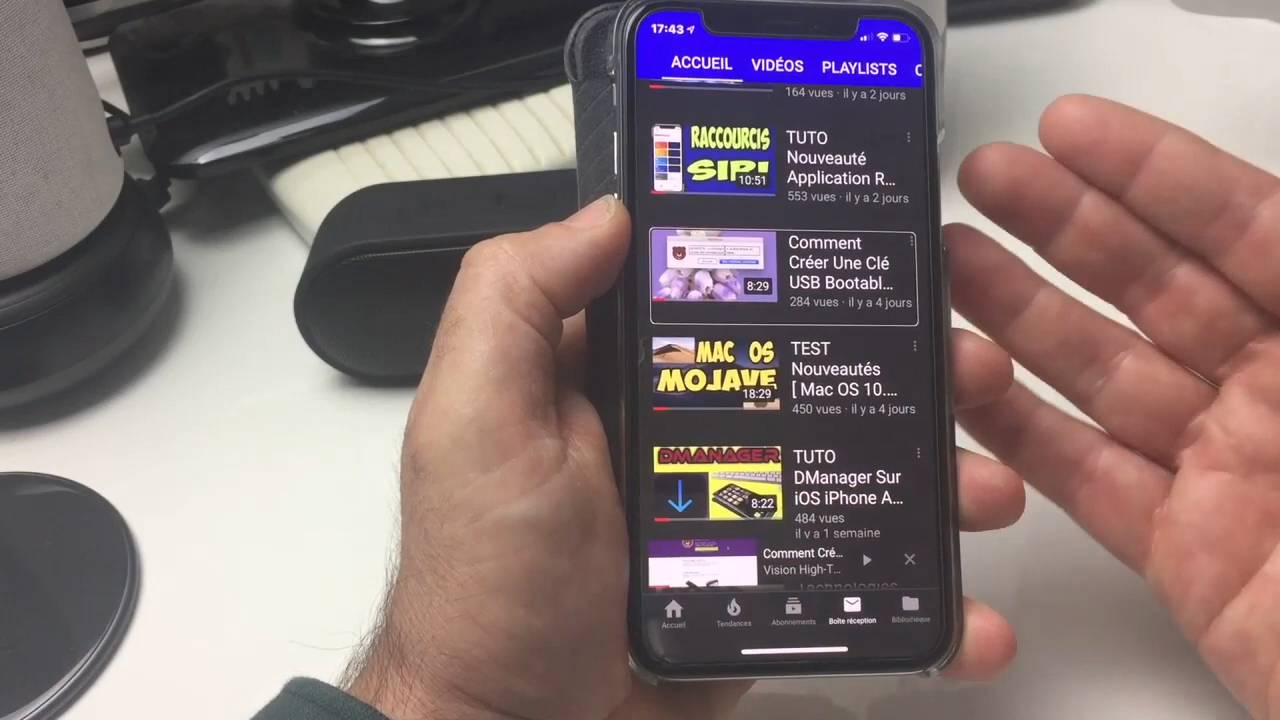 17:43
ACCUEIL VIDÉOS PLAYLISTS
164 vues · il y a 2 jours
RACCOURCIS
SIRI
10:51
TUTO
Nouveauté
Application R...
553 vues · il y a 2 jours
8:29
Comment
Créer Une Clé
USB Bootabl...
284 vues · il y a 4 jours
MAC OS
MOJAVE
18:29
TEST
Nouveautés
[ Mac OS 10....
450 vues · il y a 4 jours
DMANAGER
8:22
TUTO
DManager Sur
iOS iPhone A...
484 vues
il y a 1 semaine
Comment Cré...
Vision High-T...
Technologies
Accueil Tendances Abonnements Boîte réception Bibliothèque